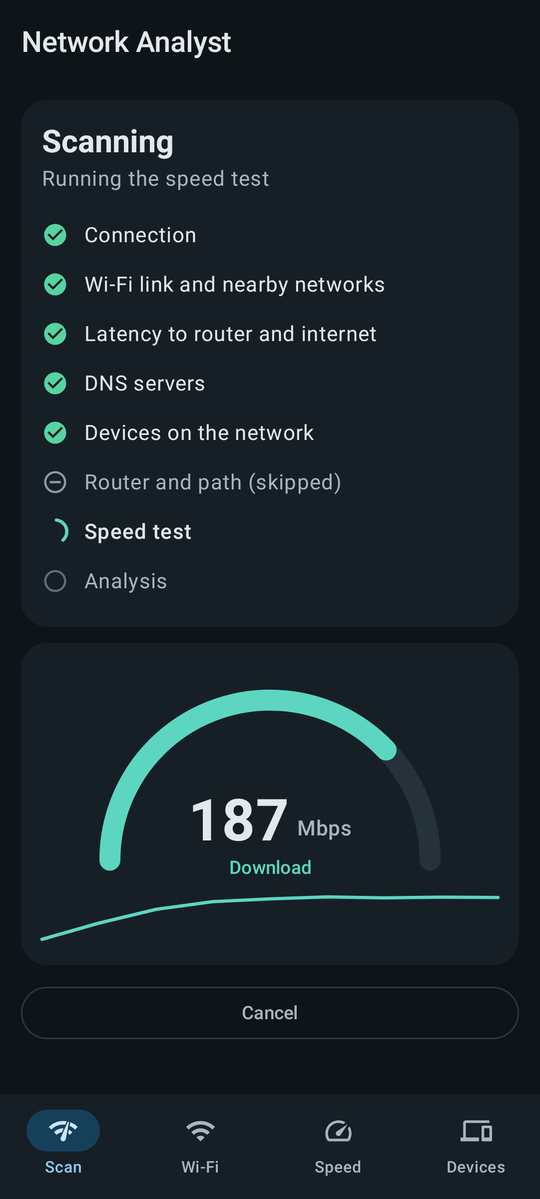 Network Analyst
Scanning
Running the speed test
Connection
Wi-Fi link and nearby networks
Latency to router and internet
DNS servers
Devices on the network
Router and path (skipped)
Speed test
Analysis
187 Mbps
Download
Cancel
Scan Wi-Fi Speed Devices